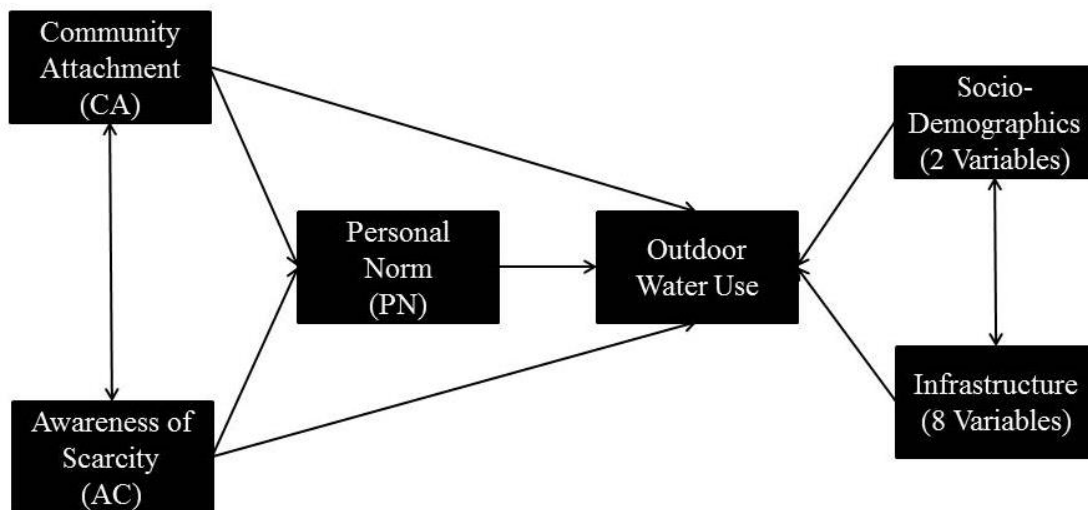 Community
Attachment
(CA)
Socio-
Demographics
(2 Variables)
Personal
Norm
(PN)
Outdoor
Water Use
Awareness of
Scarcity
(AC)
Infrastructure
(8 Variables)